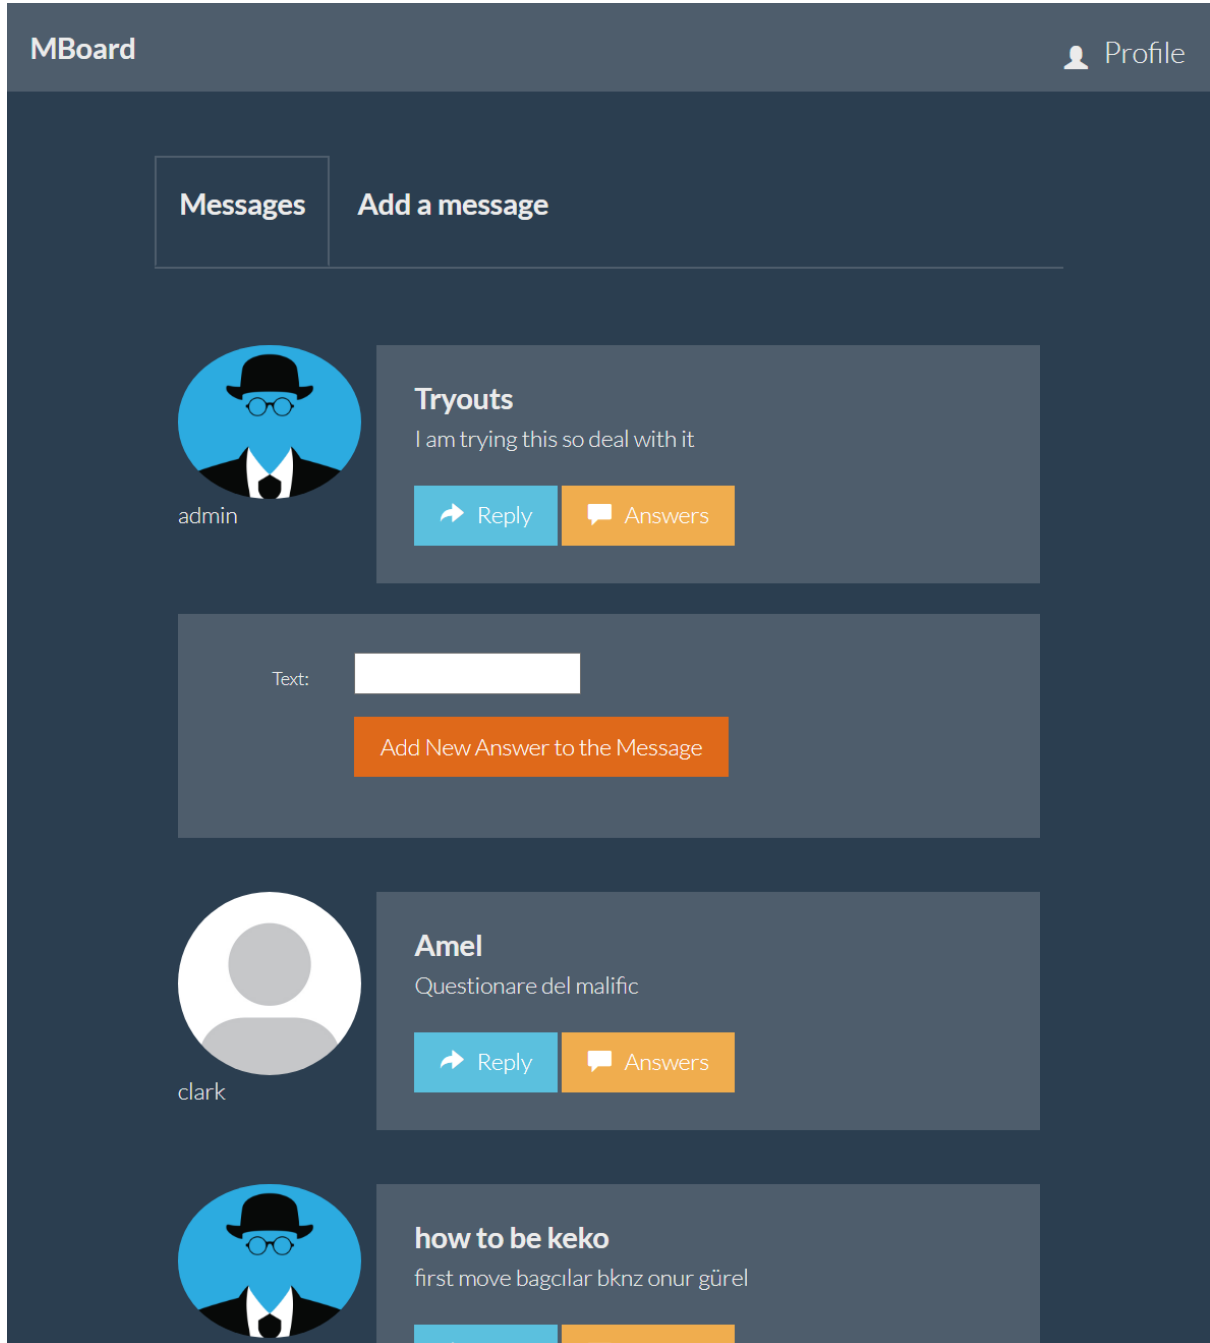 MBoard
Profile
Messages
Add a message
Tryouts
I am trying this so deal with it
admin
Reply
Answers
Text:
Add New Answer to the Message
Amel
Questionare del malific
Reply
Answers
clark
how to be keko
first move bagcılar bknz onur gürel